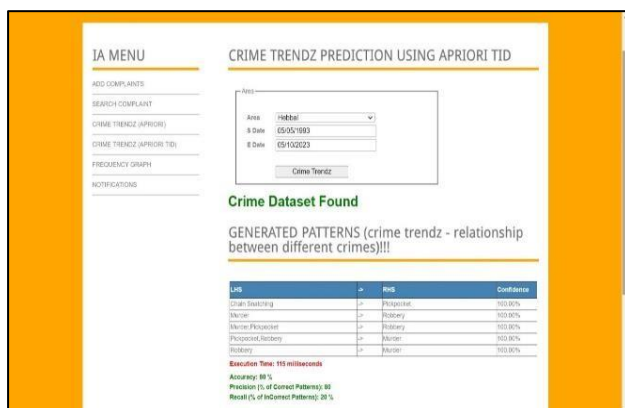 IA MENU
ADD COMPLAINTS
SEARCH COMPLAINT
CRIME TRENDZ (APRIORI)
CRIME TRENDZ (APRIORI TID)
FREQUENCY GRAPH
NOTIFICATIONS
CRIME TRENDZ PREDICTION USING APRIORI TID
Area
Area Hebbal
S Date 05/05/1993
E Date 05/10/2023
Crime Trendz
Crime Dataset Found
GENERATED PATTERNS (crime trendz - relationship
between different crimes)!!!
LHS -> RHS Confidence
Chain Snatching -> Pickpocket, 100.00%
Murder -> Robbery 100.00%
Murder,Pickpocket -> Robbery 100.00%
Pickpocket,Robbery -> Murder 100.00%
Robbery -> Murder 100.00%
Execution Time: 115 milliseconds
Accuracy: 80 %
Precision (% of Correct Patterns): 80
Recall (% of InCorrect Patterns): 20 %